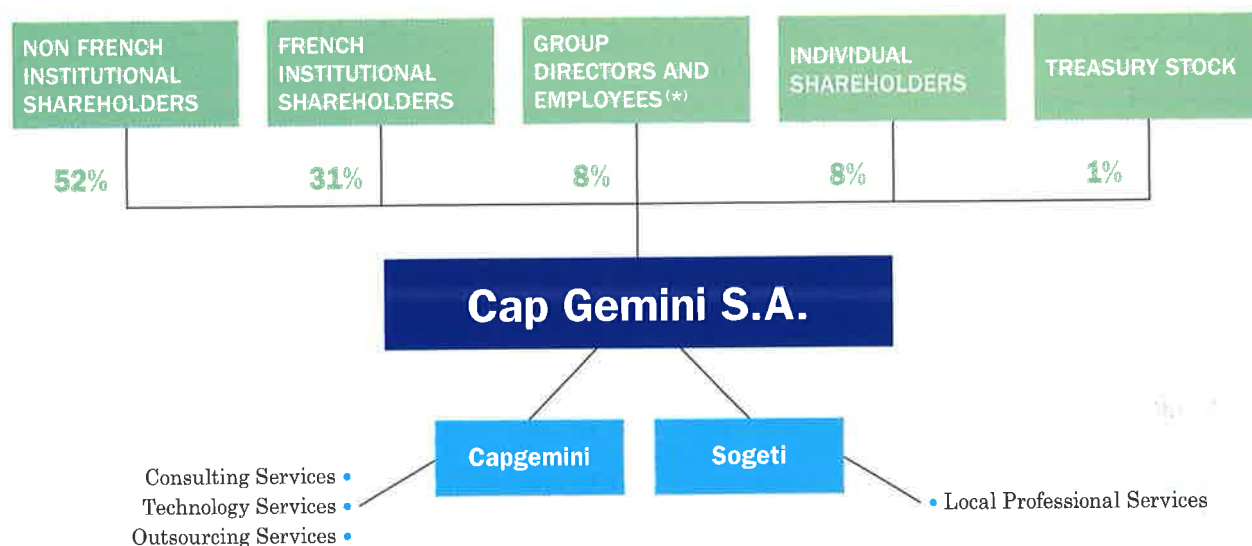 NON FRENCH
INSTITUTIONAL
SHAREHOLDERS
FRENCH
INSTITUTIONAL
SHAREHOLDERS
GROUP
DIRECTORS AND
EMPLOYEES(*)
INDIVIDUAL
SHAREHOLDERS
TREASURY STOCK
52%
31%
8%
8%
1%
Cap Gemini S.A.
Capgemini
Sogeti
Consulting Services •
Technology Services •
Outsourcing Services •
• Local Professional Services